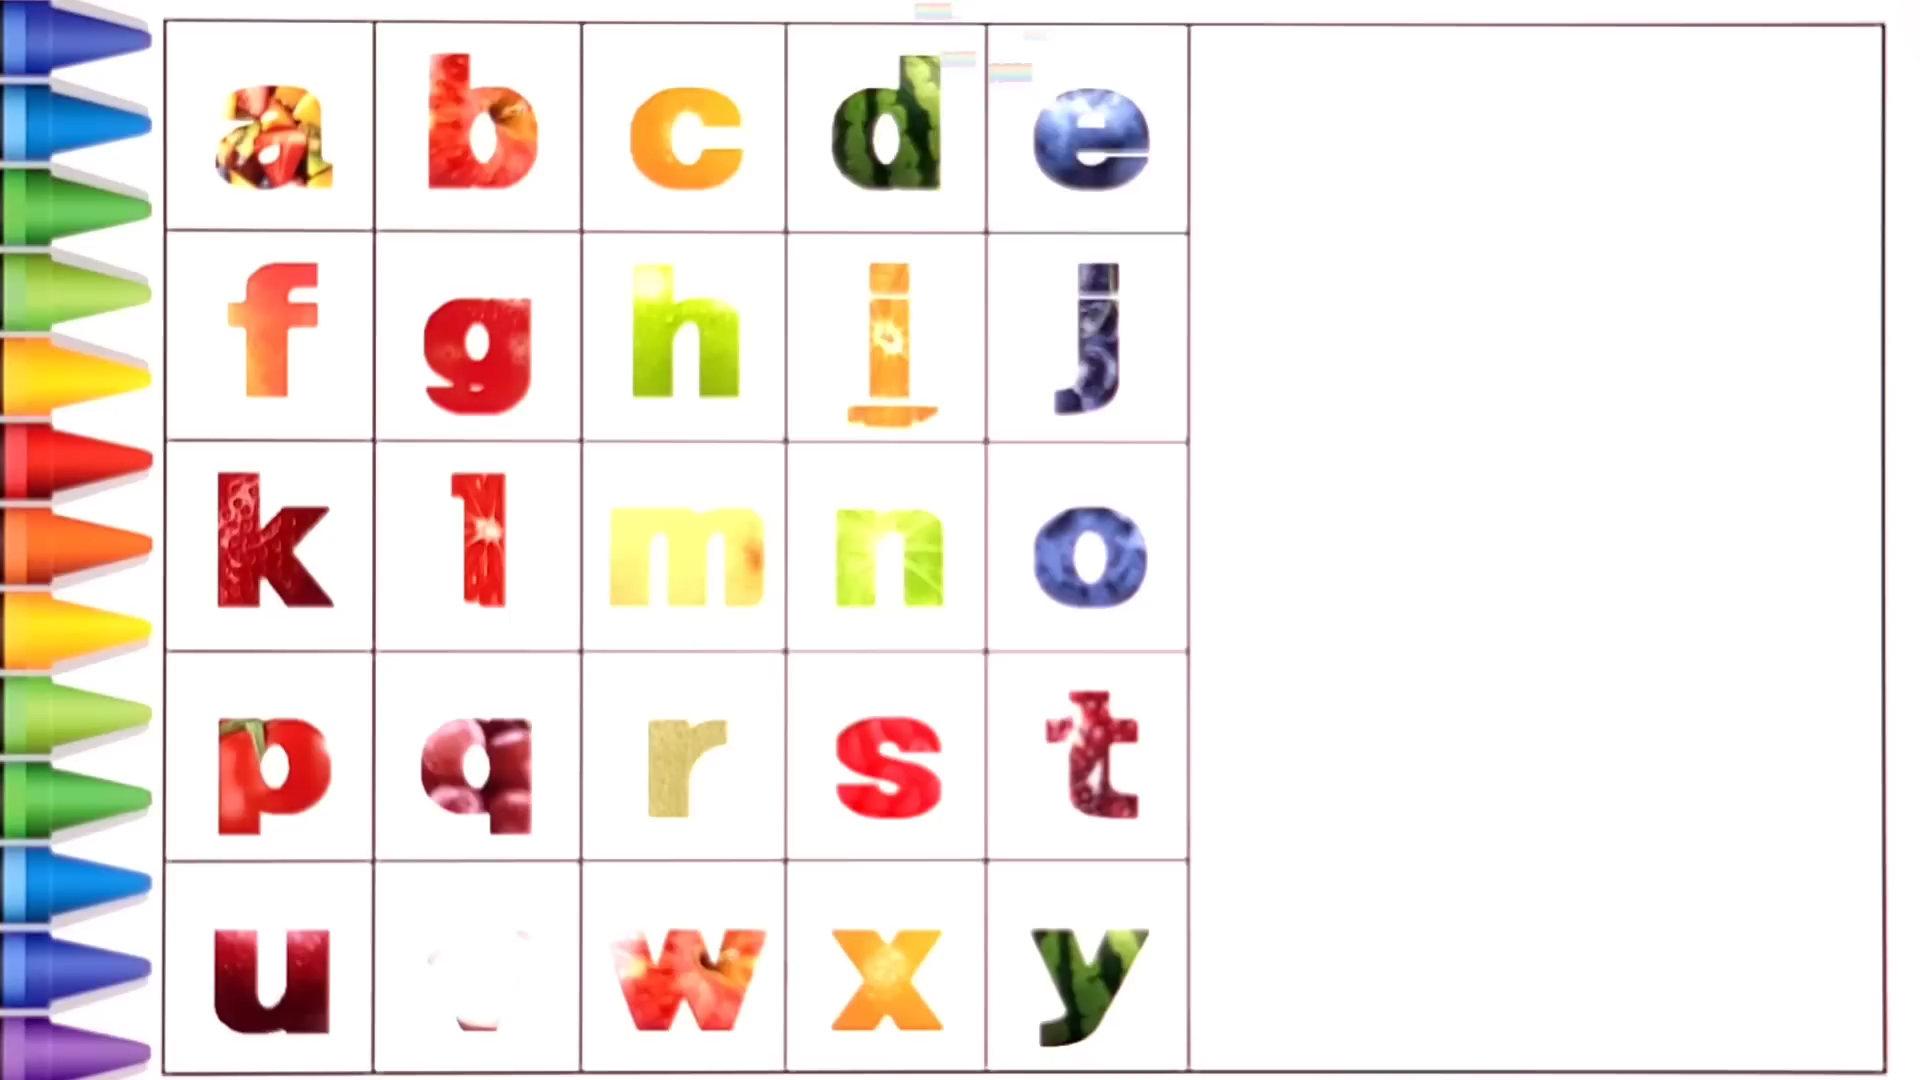 a b c d e
f g h i j
k l m n o
p q r s t
u w x y